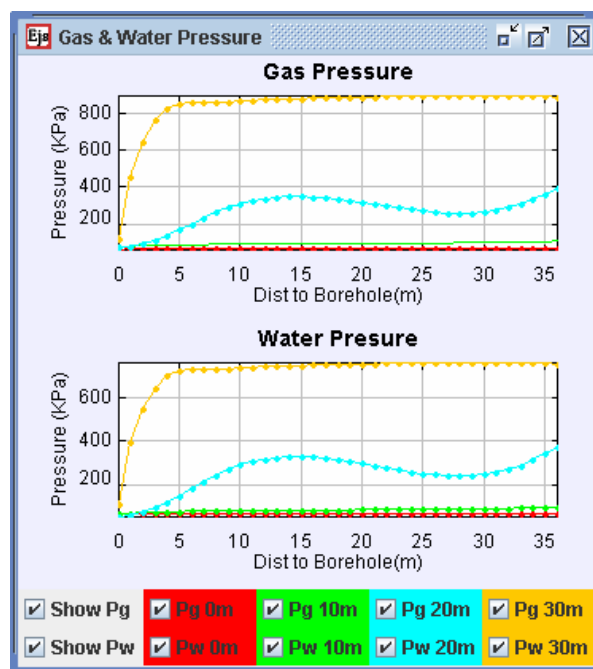 Ejs Gas & Water Pressure
Gas Pressure
Pressure (KPa)
800
600
400
200
0 5 10 15 20 25 30 35
Dist to Borehole(m)
Water Presure
Pressure (KPa)
600
400
200
0 5 10 15 20 25 30 35
Dist to Borehole(m)
Show Pg Pg 0m Pg 10m Pg 20m Pg 30m
Show Pw Pw 0m Pw 10m Pw 20m Pw 30m